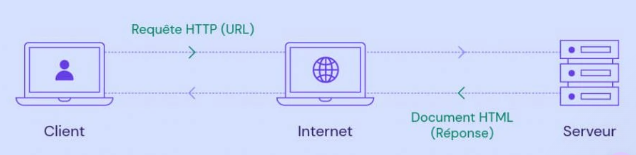 Requête HTTP (URL)
Client
Internet
Document HTML
(Réponse)
Serveur